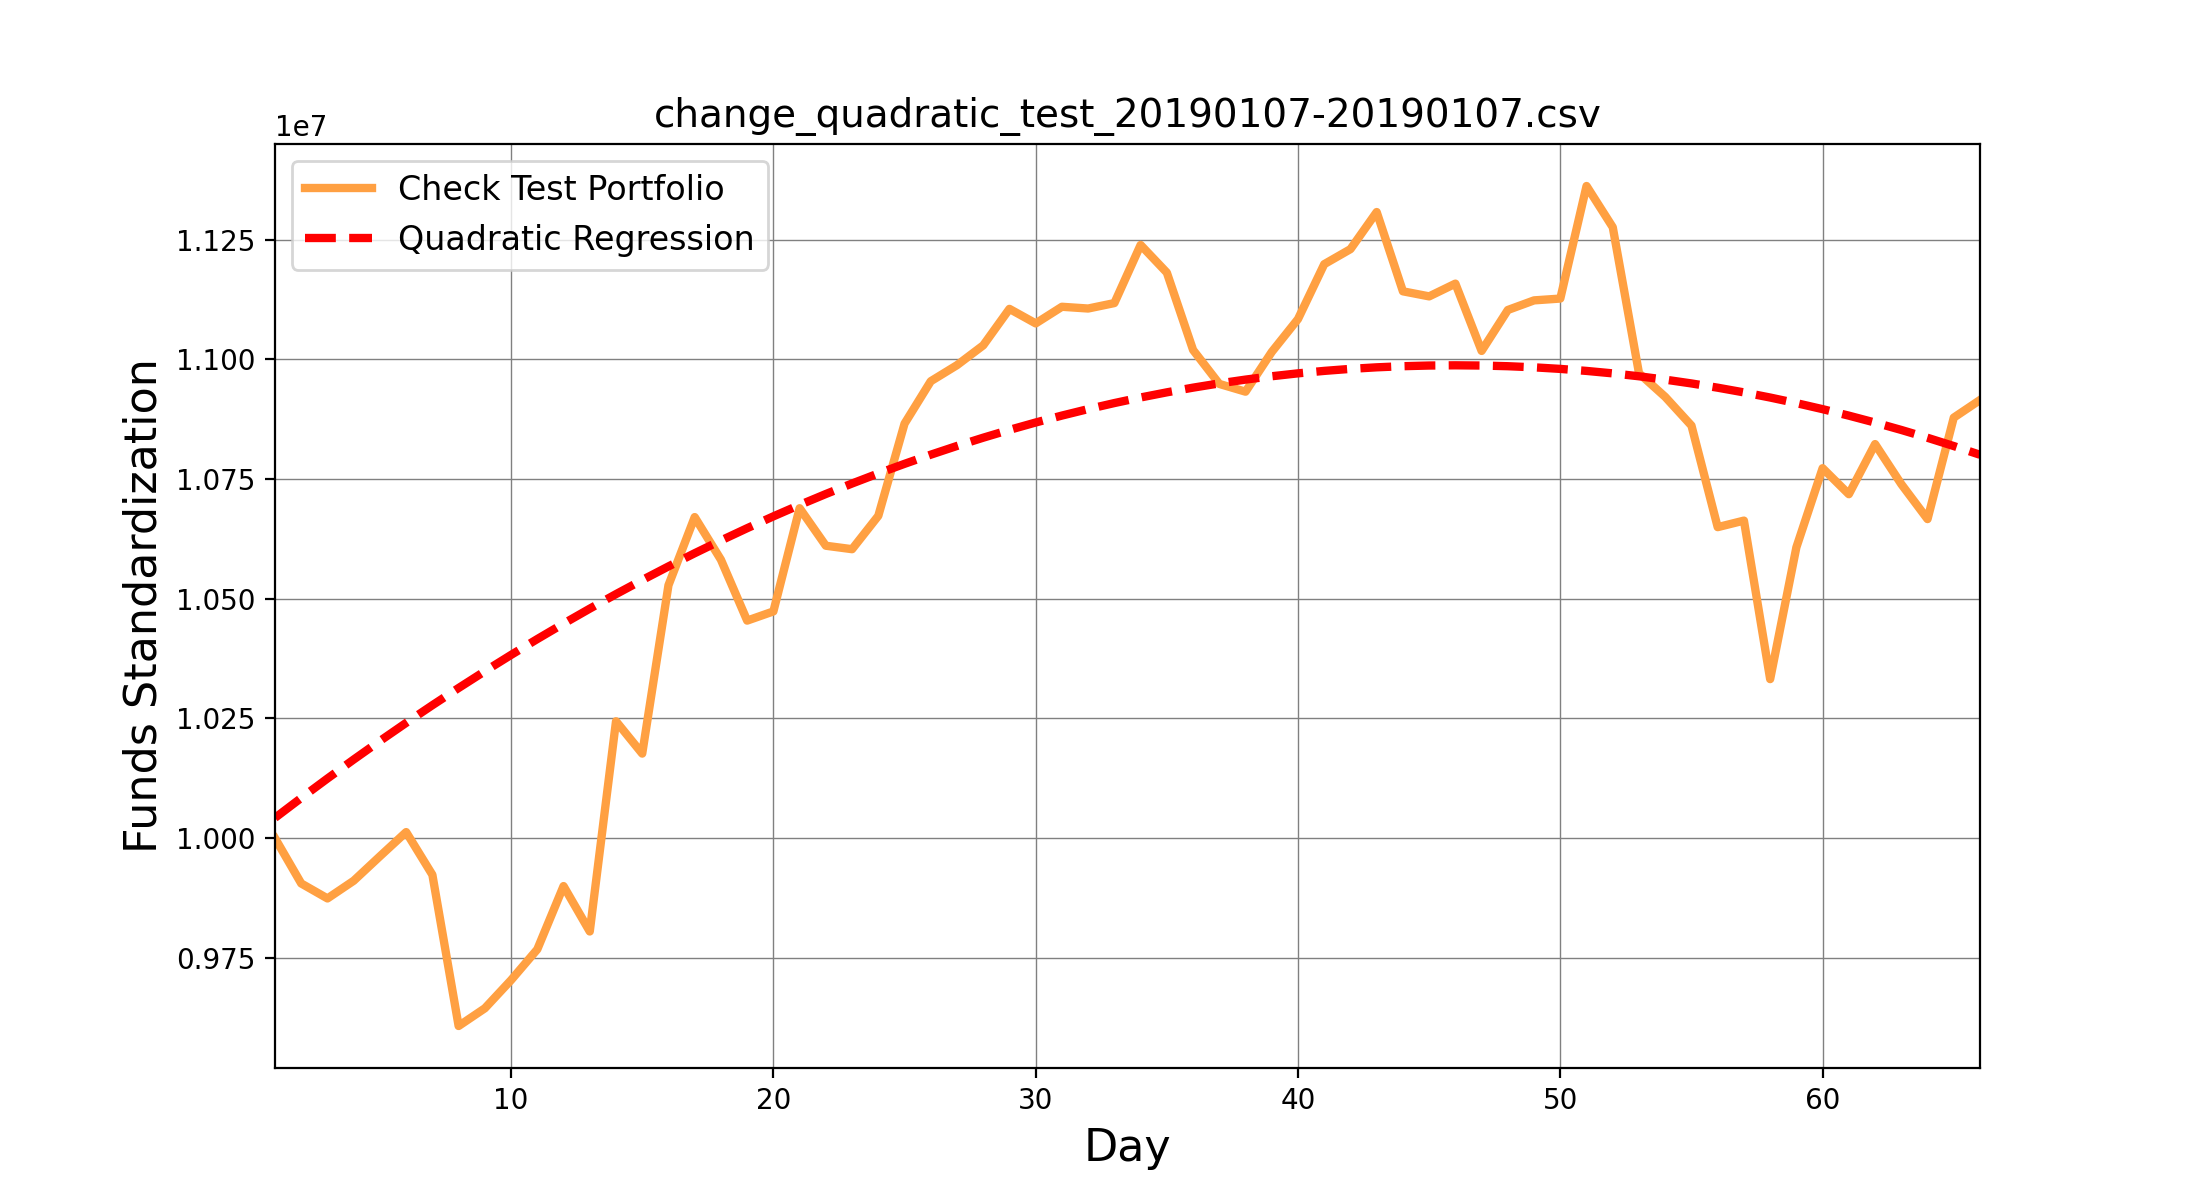 change_quadratic_test_20190107-20190107.csv
1e7
Check Test Portfolio
Quadratic Regression
Funds Standardization
1.125
1.100
1.075
1.050
1.025
1.000
0.975
10 20 30 40 50 60
Day